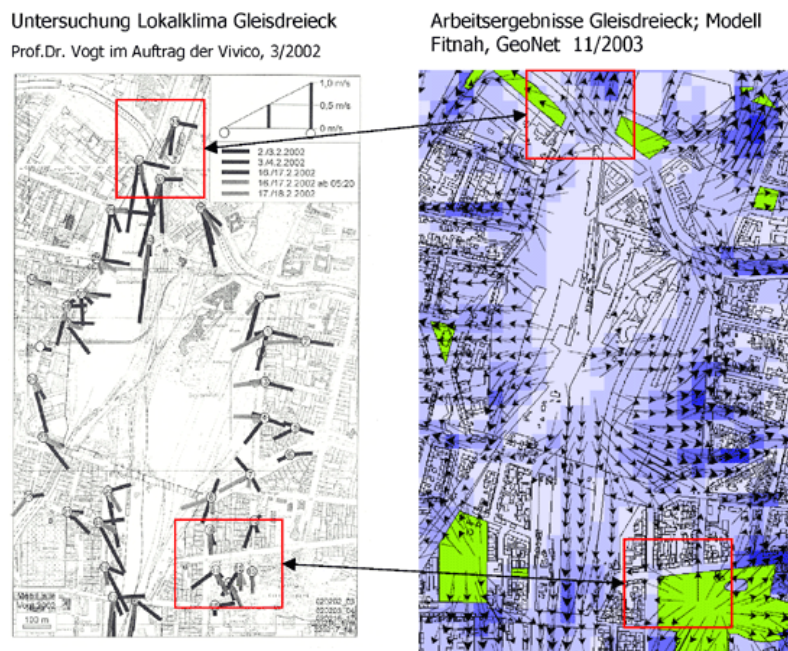 Untersuchung Lokalklima Gleisdreieck
Prof.Dr. Vogt im Auftrag der Vivico, 3/2002
Arbeitsergebnisse Gleisdreieck; Modell
Fitnah, GeoNet 11/2003
1,0 m/s
0,5 m/s
0 m/s
2./3.2.2002
3./4.2.2002
16./17.2.2002
16./17.2.2002 ab 05:20
17./18.2.2002
100 m